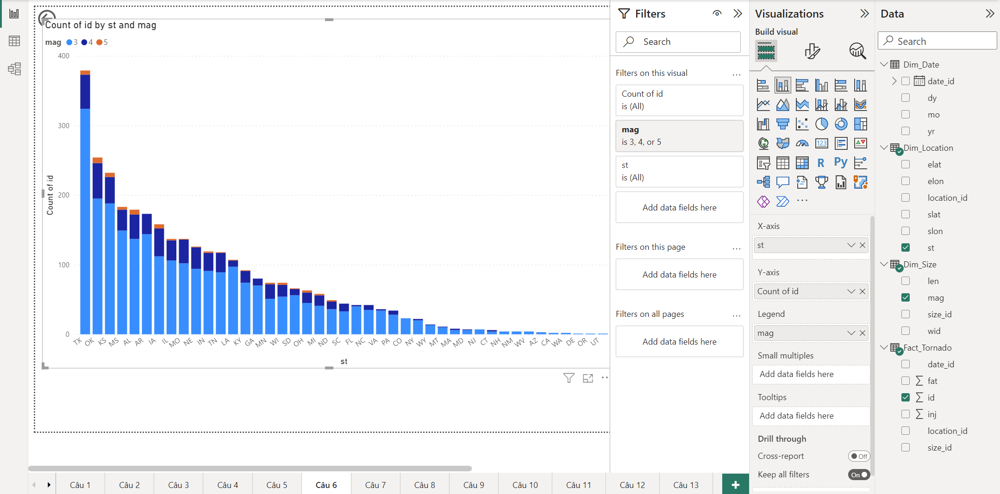 Count of id by st and mag
mag 3 4 5
400
300
200
100
0
Count of id
TX OK KS MS AL AR IA IL MO NE IN TN LA KY GA MN WI SD OH MI ND SC FL NC VA PA CO NY WY MT MA MD NJ CT NH NM WV AZ CA WA DE OR UT
st
Filters
Search
Filters on this visual
...
Count of id
is (All)
mag
is 3, 4, or 5
st
is (All)
Add data fields here
Filters on this page
...
Add data fields here
Filters on all pages
...
Add data fields here
Visualizations
Build visual
123
R Py
...
X-axis
st
Y-axis
Count of id
Legend
mag
Small multiples
Add data fields here
Tooltips
Add data fields here
Drill through
Cross-report
Off
Keep all filters
On
Data
Search
Dim_Date
date_id
dy
mo
yr
Dim_Location
elat
elon
location_id
slat
slon
st
Dim_Size
len
mag
size_id
wid
Fact_Tornado
date_id
fat
id
inj
location_id
size_id
Câu 1
Câu 2
Câu 3
Câu 4
Câu 5
Câu 6
Câu 7
Câu 8
Câu 9
Câu 10
Câu 11
Câu 12
Câu 13
+